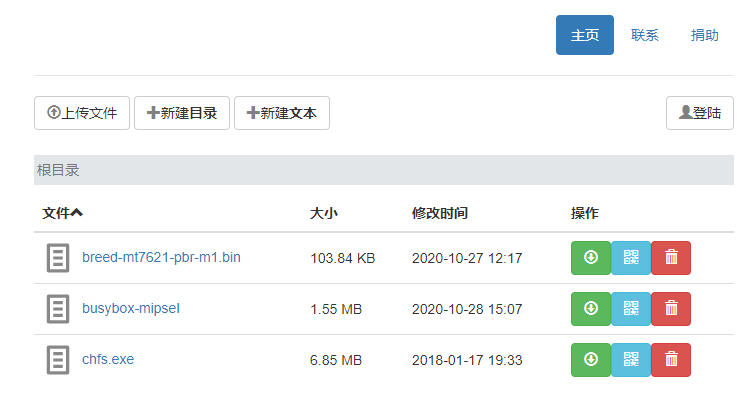 主页 联系 捐助
上传文件 新建目录 新建文本 登陆
根目录
文件 大小 修改时间 操作
breed-mt7621-pbr-m1.bin 103.84 KB 2020-10-27 12:17
busybox-mipsel 1.55 MB 2020-10-28 15:07
chfs.exe 6.85 MB 2018-01-17 19:33